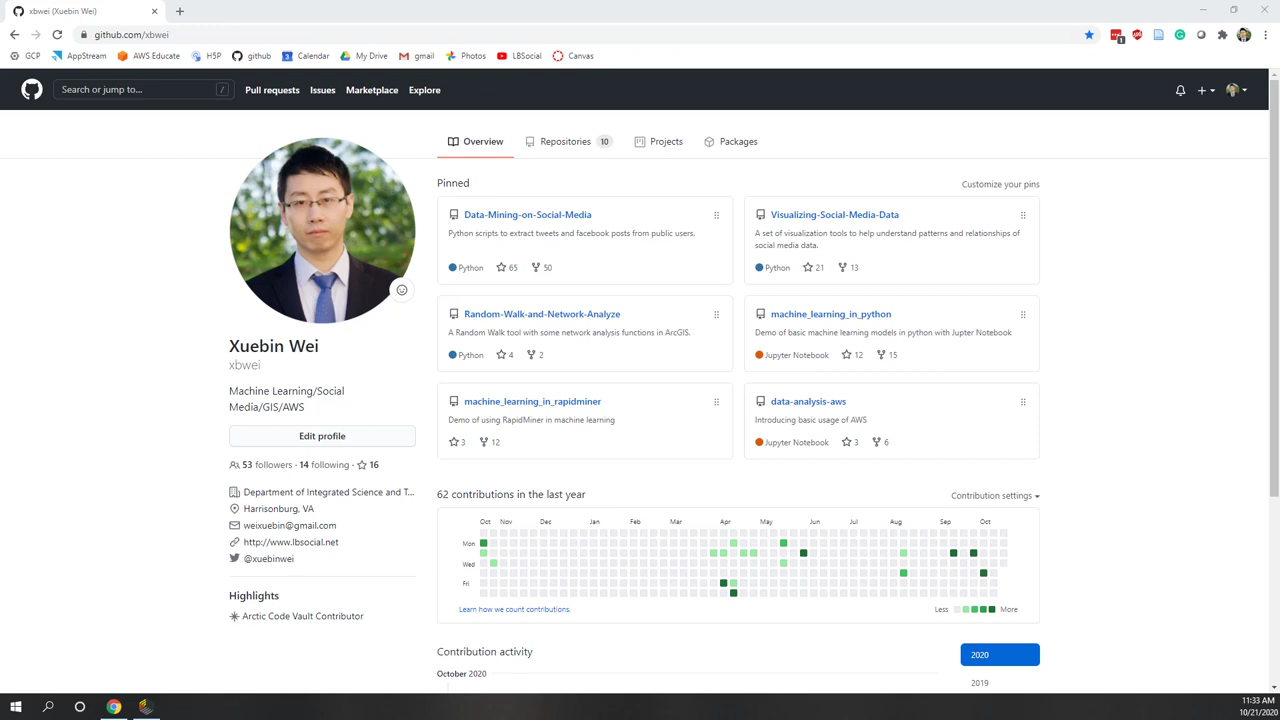 xbwei (Xuebin Wei)
github.com/xbwei
1
GCP
AppStream
AWS Educate
H5P
github
Calendar
My Drive
gmail
Photos
LBSocial
Canvas
Search or jump to...
/
Pull requests
Issues
Marketplace
Explore
Overview
Repositories 10
Projects
Packages
Xuebin Wei
xbwei
Machine Learning/Social
Media/GIS/AWS
Edit profile
53 followers · 14 following · 16
Department of Integrated Science and T...
Harrisonburg, VA
weixuebin@gmail.com
http://www.lbsocial.net
@xuebinwei
Highlights
Arctic Code Vault Contributor
Pinned
Customize your pins
Data-Mining-on-Social-Media
Python scripts to extract tweets and facebook posts from public users.
Python 65 50
Visualizing-Social-Media-Data
A set of visualization tools to help understand patterns and relationships of
social media data.
Python 21 13
Random-Walk-and-Network-Analyze
A Random Walk tool with some network analysis functions in ArcGIS.
Python 4 2
machine_learning_in_python
Demo of basic machine learning models in python with Jupter Notebook
Jupyter Notebook 12 15
machine_learning_in_rapidminer
Demo of using RapidMiner in machine learning
3 12
data-analysis-aws
Introducing basic usage of AWS
Jupyter Notebook 3 6
62 contributions in the last year
Contribution settings
Oct Nov Dec Jan Feb Mar Apr May Jun Jul Aug Sep Oct
Mon
Wed
Fri
Learn how we count contributions.
Less More
Contribution activity
2020
October 2020
2019
11:33 AM
10/21/2020